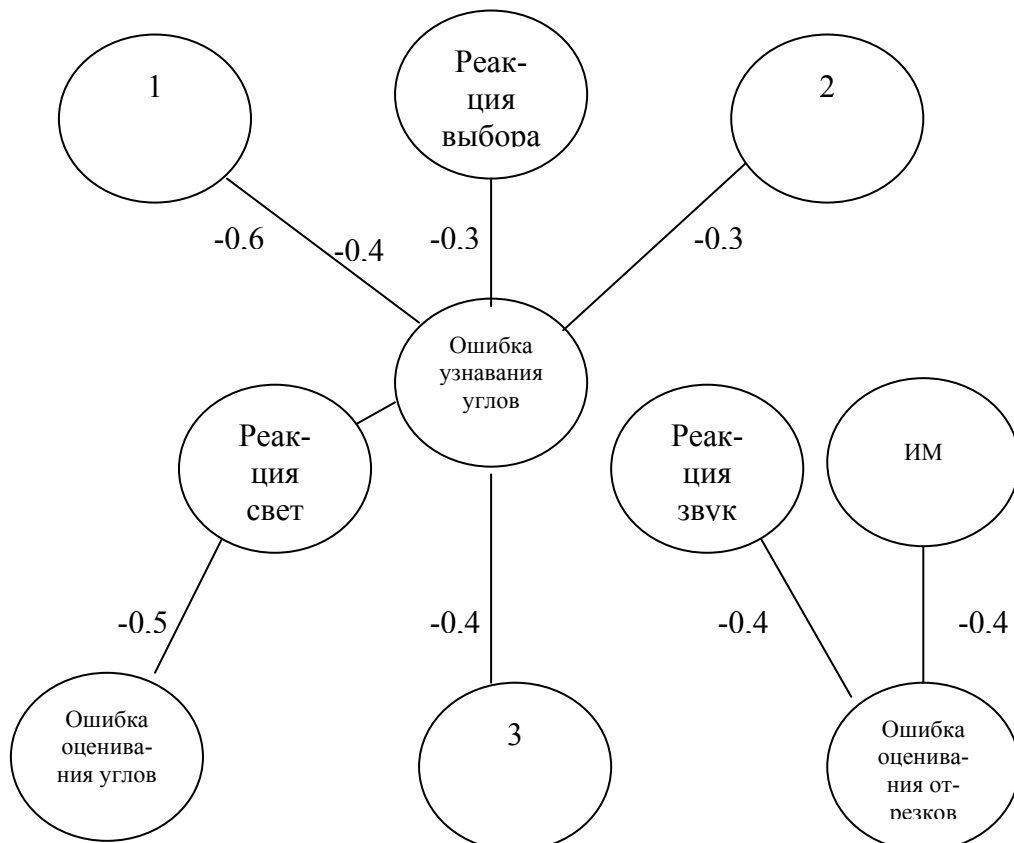 1
Реак-
ция
выбора
2
-0.6
-0.4
-0.3
-0.3
Ошибка
узнавания
углов
Реак-
ция
свет
Реак-
ция
звук
ИМ
-0.5
-0.4
-0.4
-0.4
Ошибка
оценива-
ния углов
3
Ошибка
оценива-
ния от-
резков